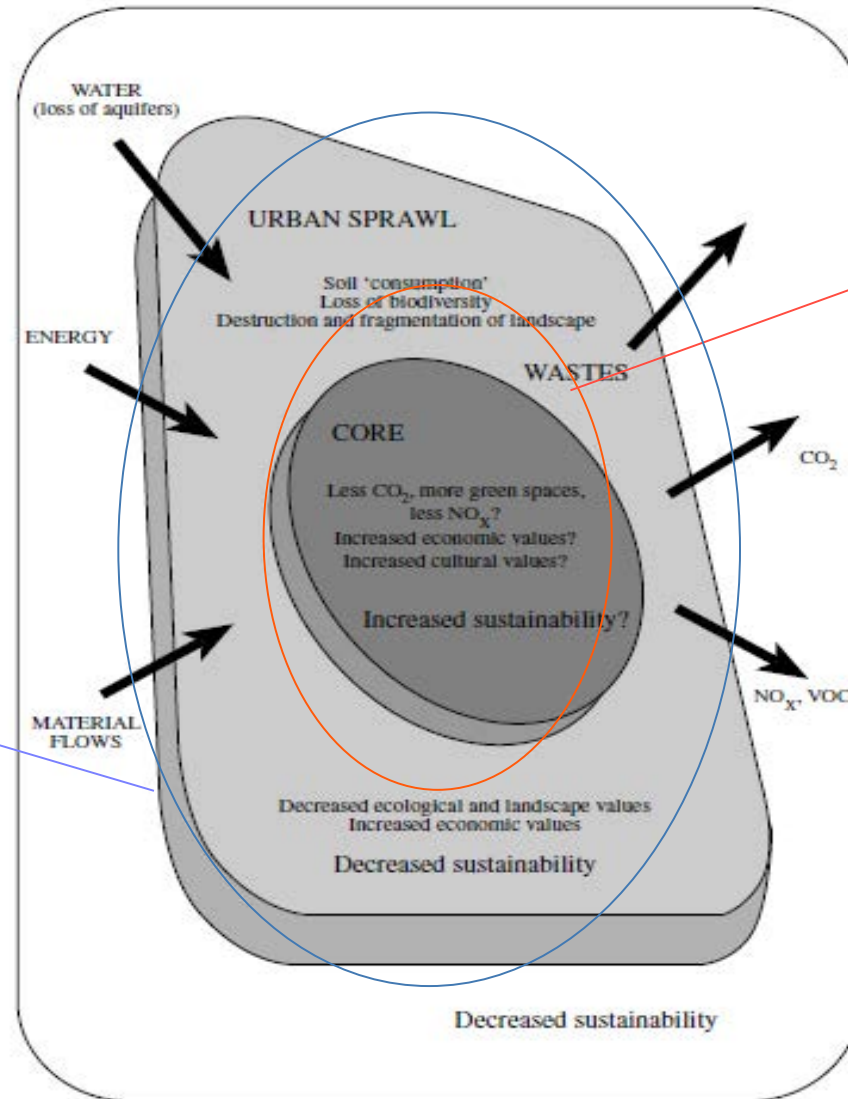 WATER
(loss of aquifers)
URBAN SPRAWL
Soil ‘consumption’
Loss of biodiversity
Destruction and fragmentation of landscape
ENERGY
WASTES
CORE
CO₂
Less CO₂, more green spaces,
less NOₓ?
Increased economic values?
Increased cultural values?
Increased sustainability?
NOₓ, VOC
MATERIAL
FLOWS
Decreased ecological and landscape values
Increased economic values
Decreased sustainability
Decreased sustainability